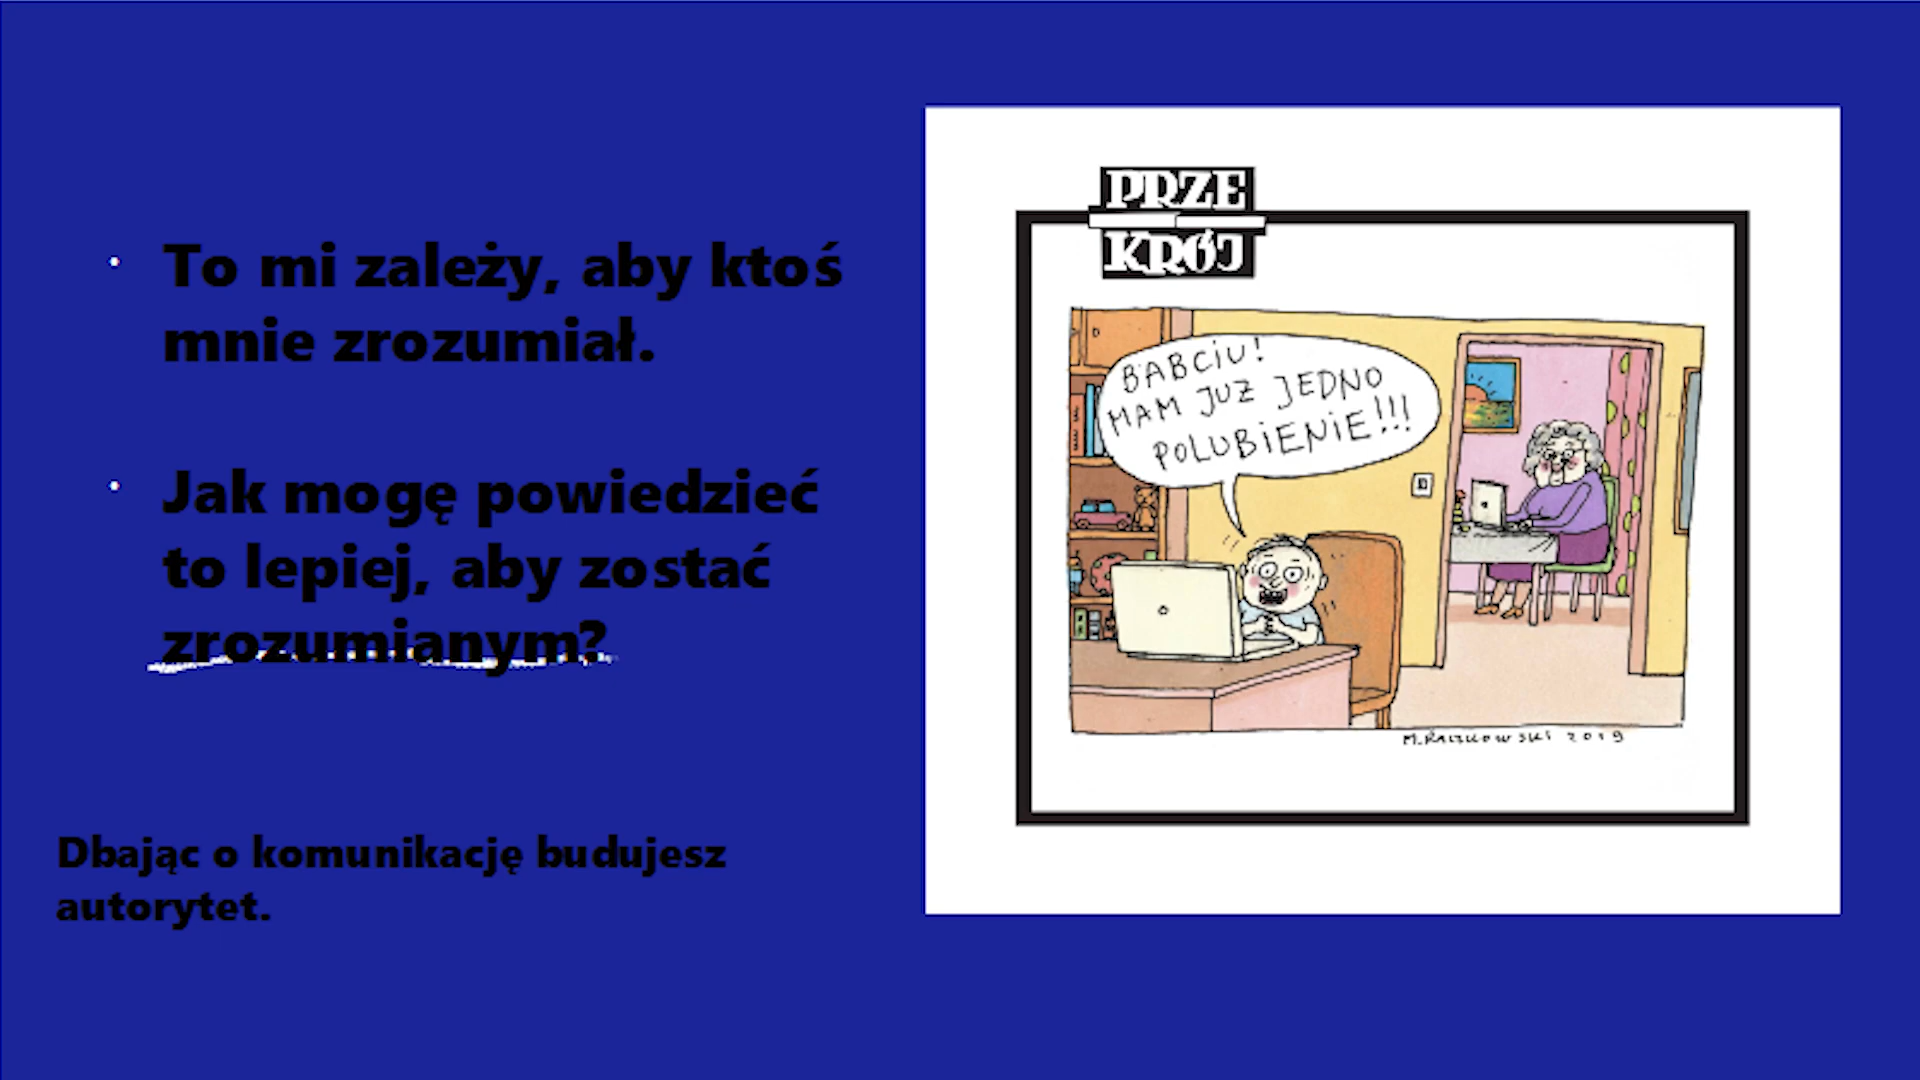 To mi zależy, aby ktoś
mnie zrozumiał.
Jak mogę powiedzieć
to lepiej, aby zostać
zrozumianym?
Dbając o komunikację budujesz
autorytet.
PRZE
KRÓJ
BABCIU!
MAM JUŻ JEDNO
POLUBIENIE!!!
M.RACZKOWSKI 2019